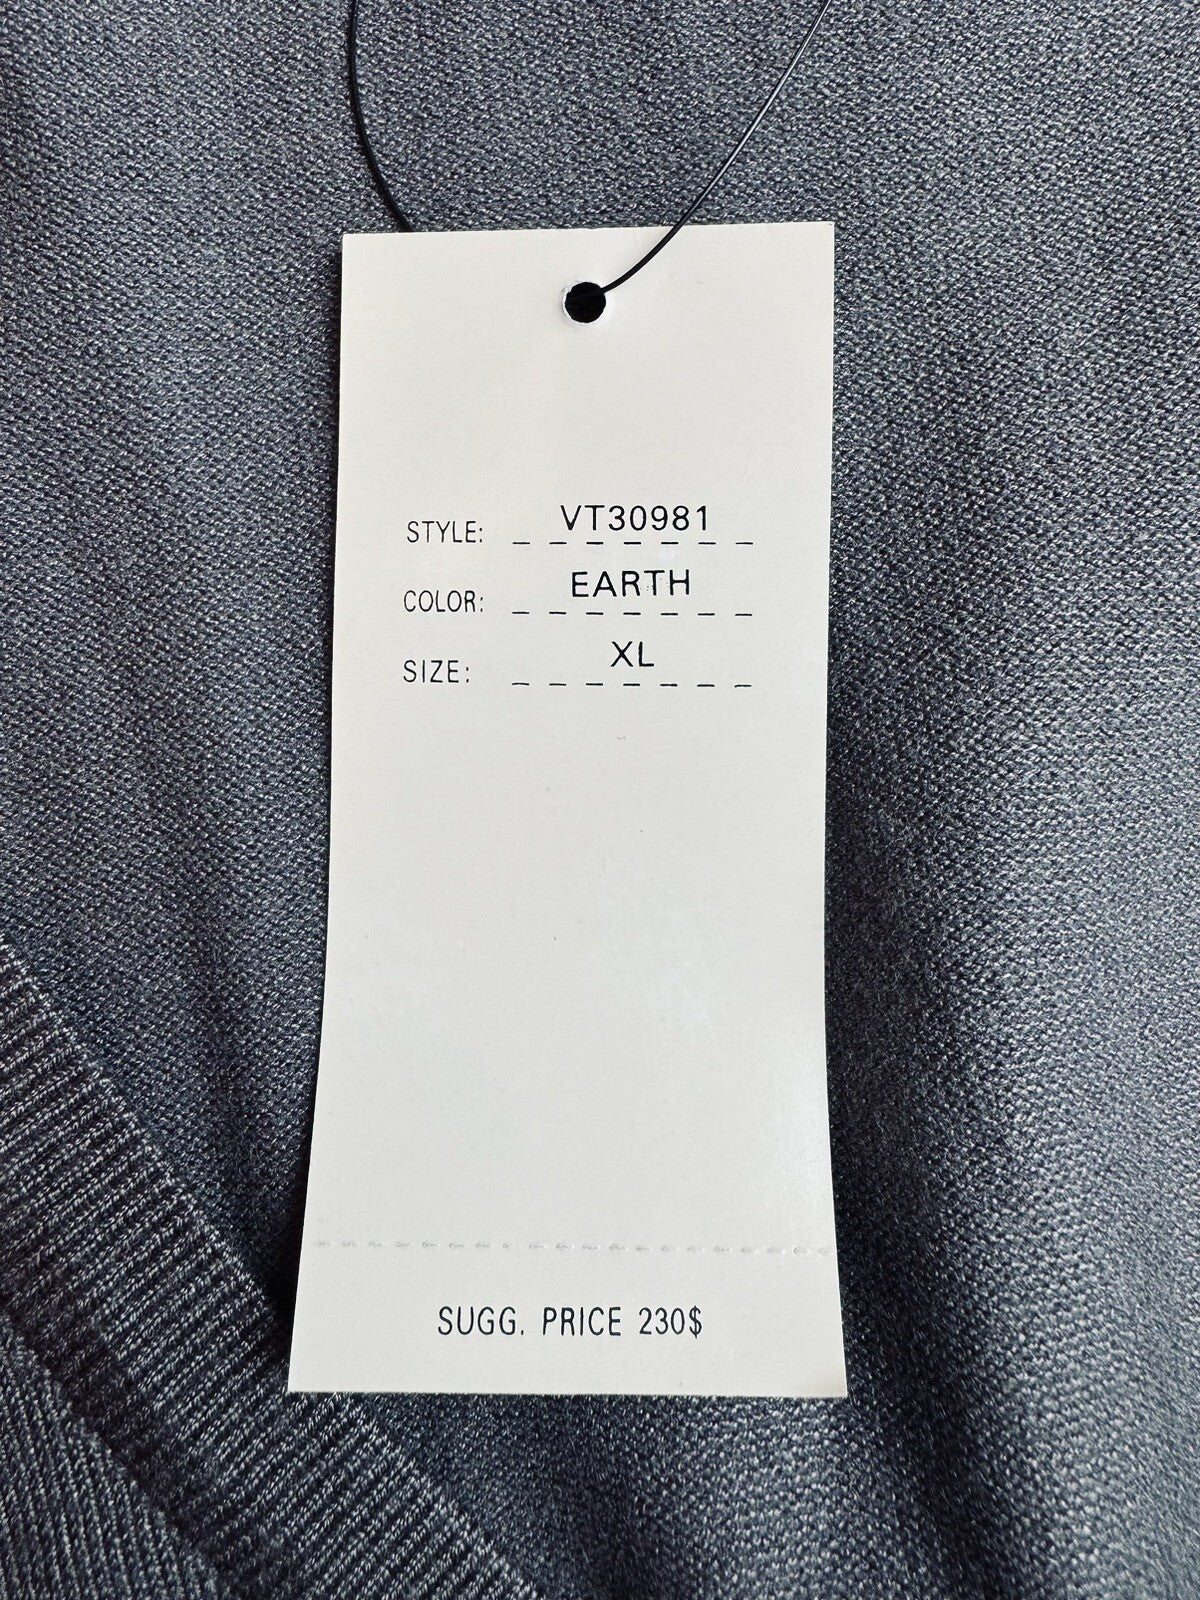 STYLE: VT30981
COLOR: EARTH
SIZE: XL
SUGG. PRICE 230$